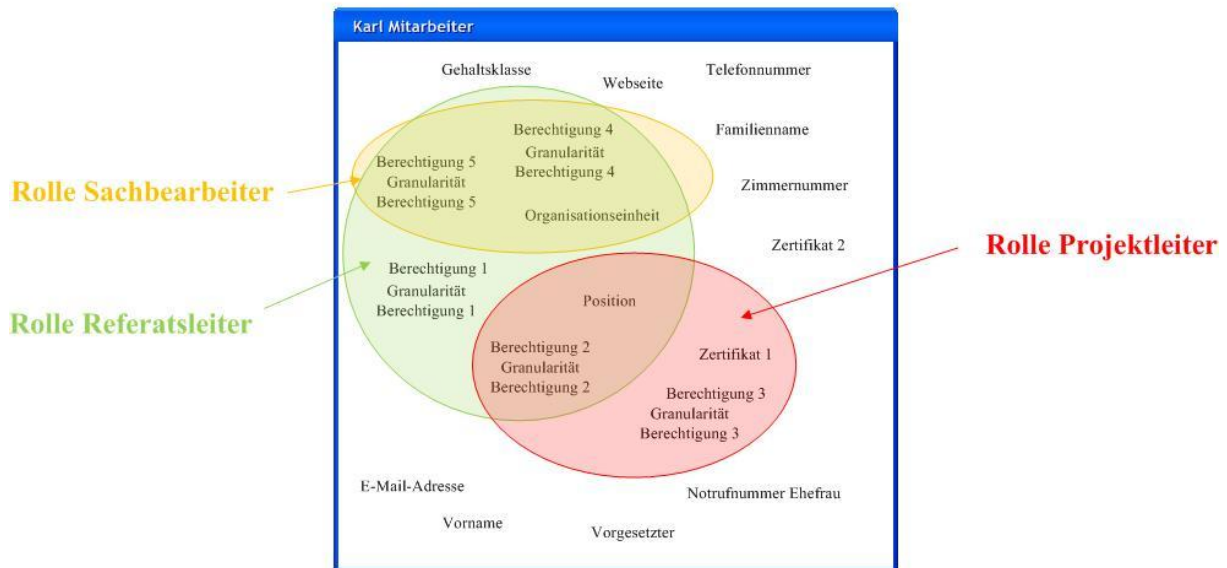 Karl Mitarbeiter
Gehaltsklasse
Webseite
Telefonnummer
Berechtigung 4
Granularität
Berechtigung 4
Familienname
Berechtigung 5
Granularität
Berechtigung 5
Rolle Sachbearbeiter
Zimmernummer
Organisationseinheit
Zertifikat 2
Rolle Projektleiter
Berechtigung 1
Granularität
Berechtigung 1
Rolle Referatsleiter
Position
Berechtigung 2
Granularität
Berechtigung 2
Zertifikat 1
Berechtigung 3
Granularität
Berechtigung 3
E-Mail-Adresse
Notrufnummer Ehefrau
Vorname
Vorgesetzter